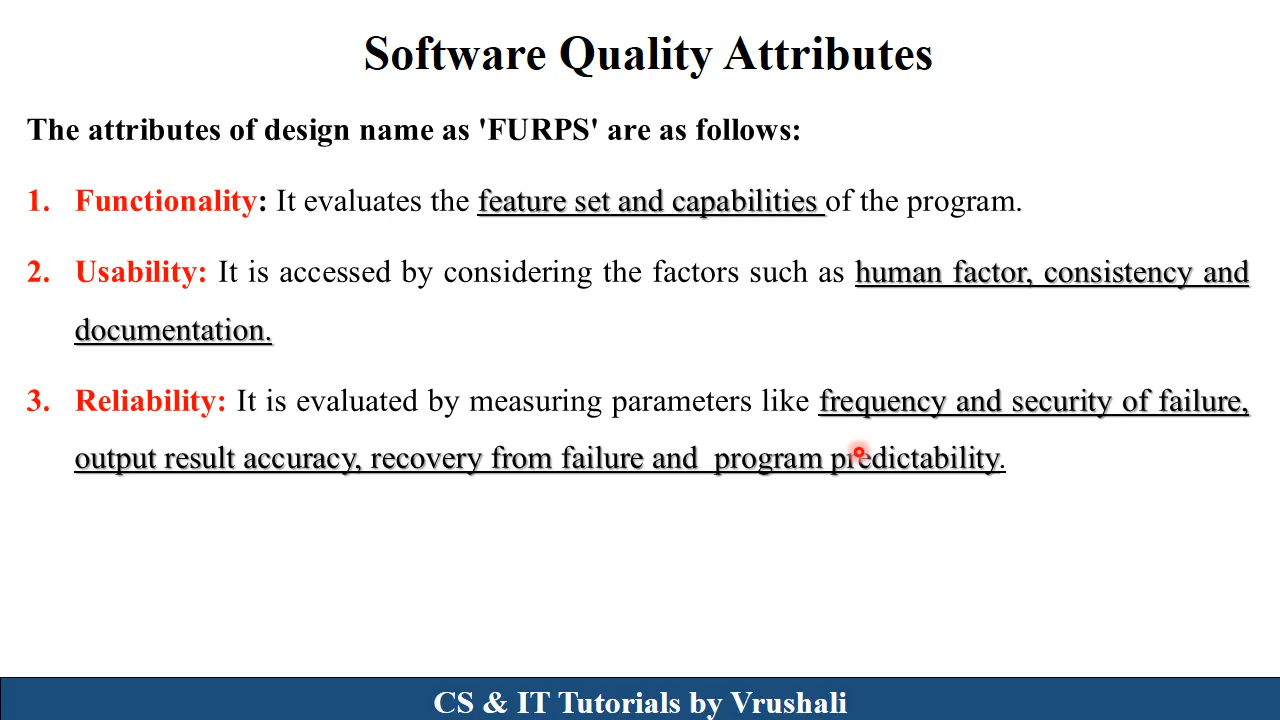 Software Quality Attributes
The attributes of design name as 'FURPS' are as follows:
1. Functionality: It evaluates the feature set and capabilities of the program.
2. Usability: It is accessed by considering the factors such as human factor, consistency and
documentation.
3. Reliability: It is evaluated by measuring parameters like frequency and security of failure,
output result accuracy, recovery from failure and program predictability.
CS & IT Tutorials by Vrushali